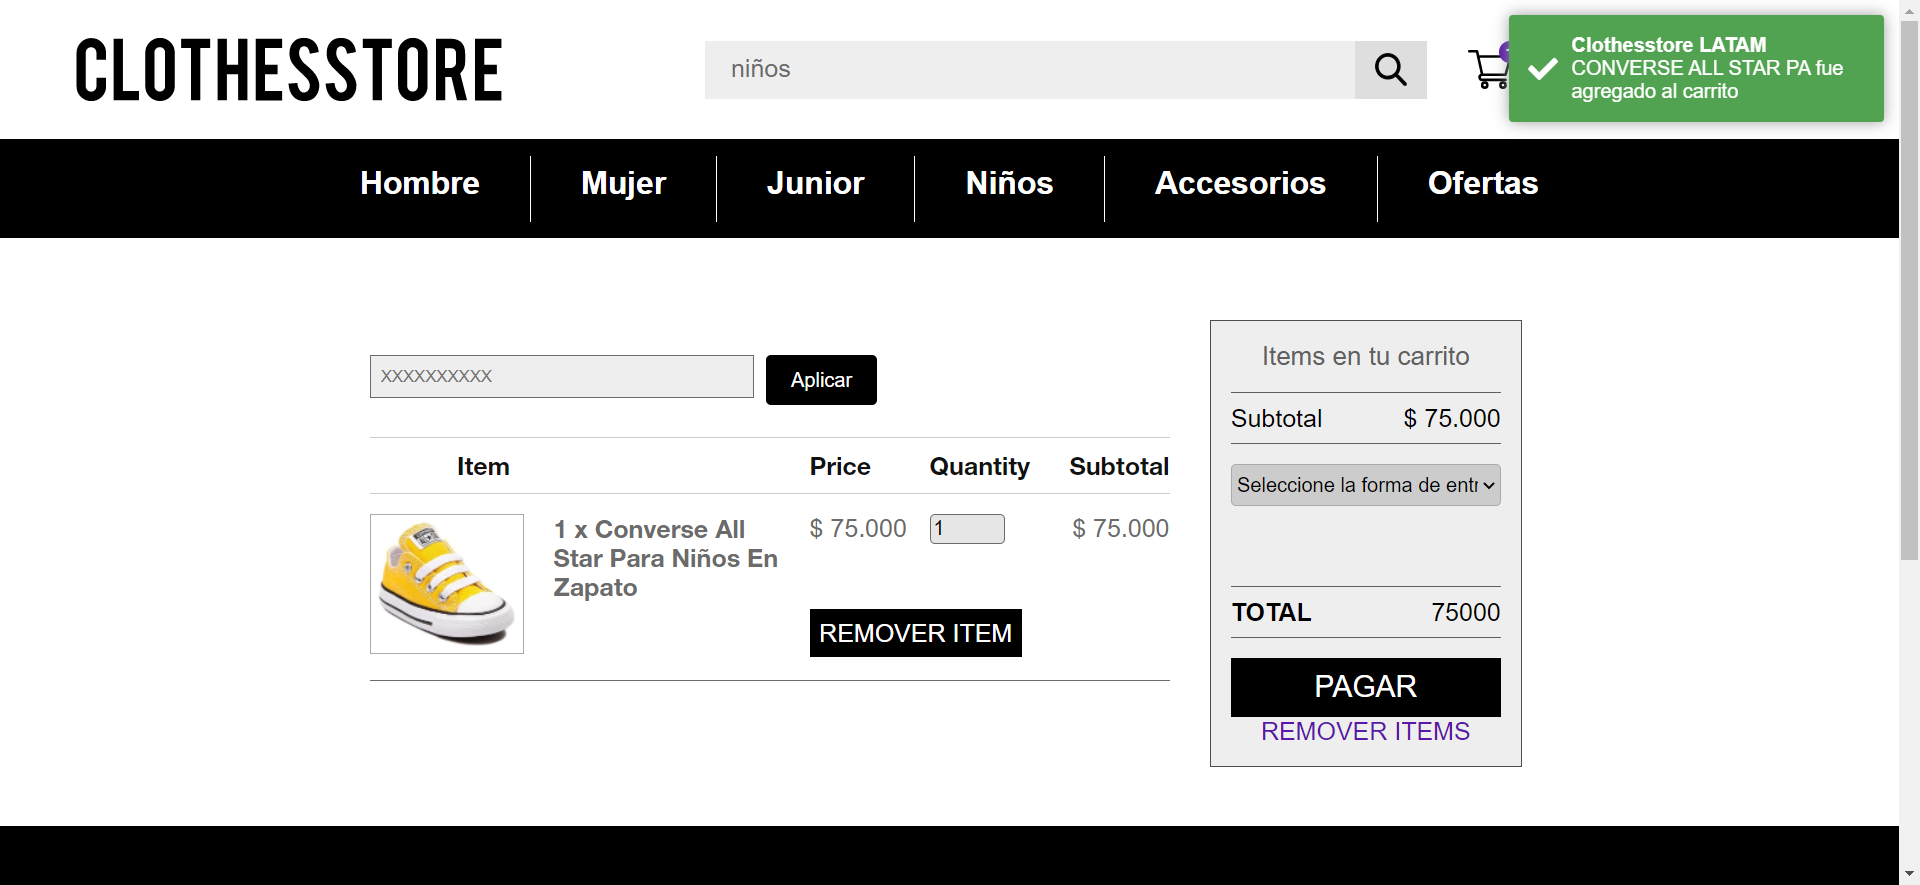 CLOTHESSTORE
niños
Clothesstore LATAM
CONVERSE ALL STAR PA fue
agregado al carrito
Hombre
Mujer
Junior
Niños
Accesorios
Ofertas
XXXXXXXXXX
Aplicar
Item
Price
Quantity
Subtotal
1 x Converse All
Star Para Niños En
Zapato
$ 75.000
1
$ 75.000
REMOVER ITEM
Items en tu carrito
Subtotal
$ 75.000
Seleccione la forma de entr
TOTAL
75000
PAGAR
REMOVER ITEMS